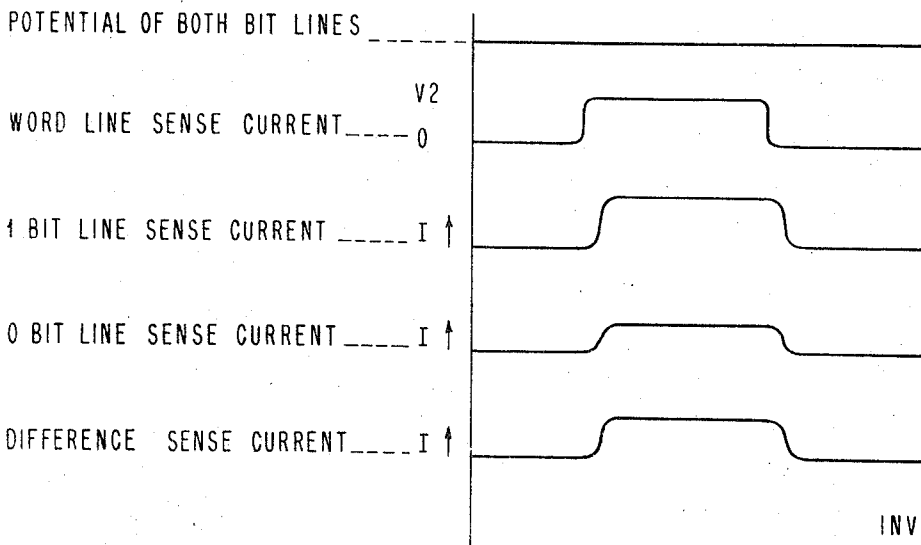 POTENTIAL OF BOTH BIT LINES
V2
WORD LINE SENSE CURRENT
0
1 BIT LINE SENSE CURRENT I ↑
0 BIT LINE SENSE CURRENT I ↑
DIFFERENCE SENSE CURRENT I ↑
INV